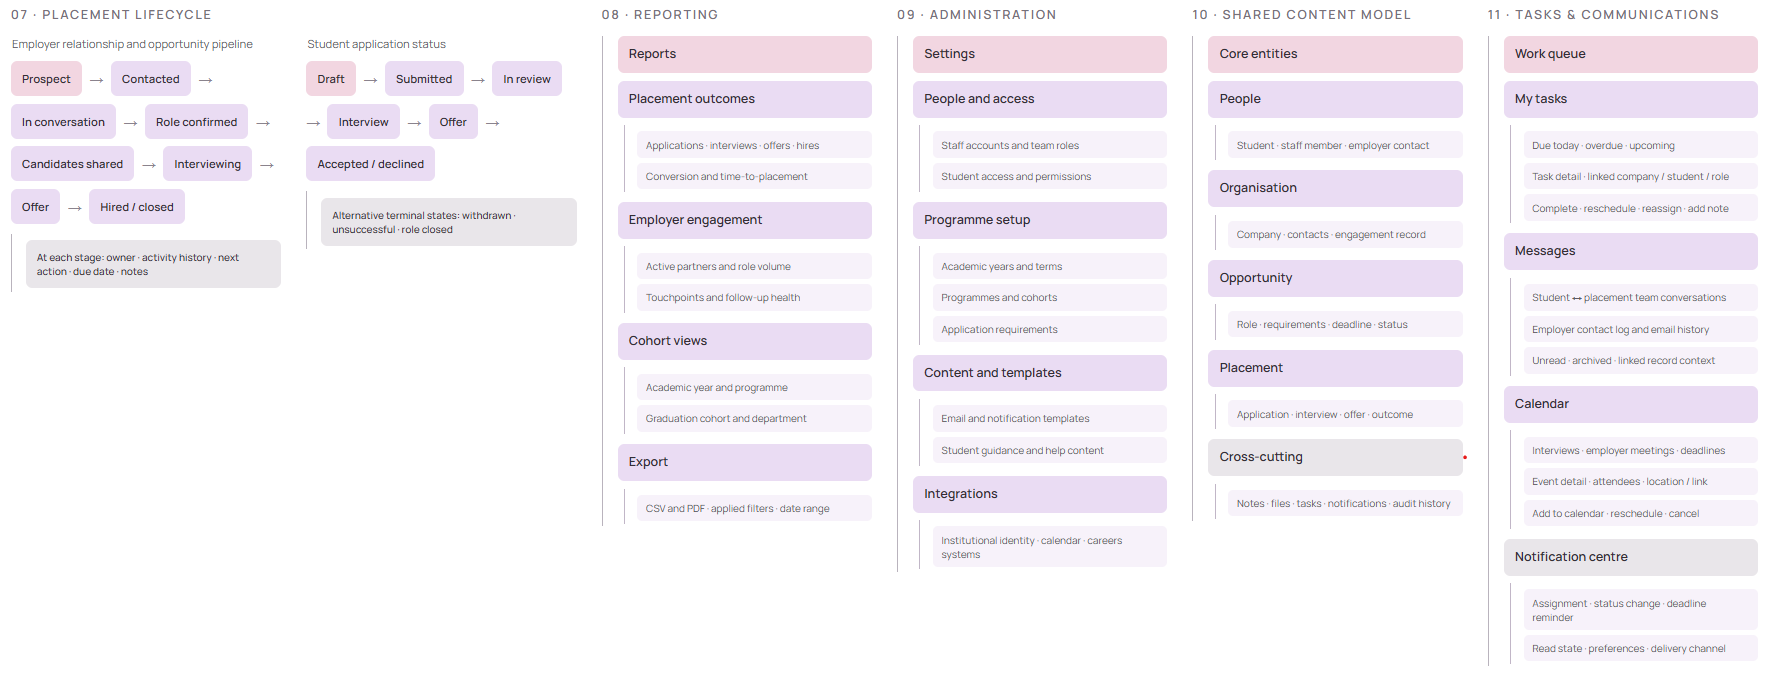 07 · PLACEMENT LIFECYCLE
Employer relationship and opportunity pipeline
Prospect → Contacted →
In conversation → Role confirmed →
Candidates shared → Interviewing →
Offer → Hired / closed
At each stage: owner · activity history · next
action · due date · notes
Student application status
Draft → Submitted → In review
→ Interview → Offer →
Accepted / declined
Alternative terminal states: withdrawn ·
unsuccessful · role closed
08 · REPORTING
Reports
Placement outcomes
Applications · interviews · offers · hires
Conversion and time-to-placement
Employer engagement
Active partners and role volume
Touchpoints and follow-up health
Cohort views
Academic year and programme
Graduation cohort and department
Export
CSV and PDF · applied filters · date range
09 · ADMINISTRATION
Settings
People and access
Staff accounts and team roles
Student access and permissions
Programme setup
Academic years and terms
Programmes and cohorts
Application requirements
Content and templates
Email and notification templates
Student guidance and help content
Integrations
Institutional identity · calendar · careers
systems
10 · SHARED CONTENT MODEL
Core entities
People
Student · staff member · employer contact
Organisation
Company · contacts · engagement record
Opportunity
Role · requirements · deadline · status
Placement
Application · interview · offer · outcome
Cross-cutting
Notes · files · tasks · notifications · audit history
11 · TASKS & COMMUNICATIONS
Work queue
My tasks
Due today · overdue · upcoming
Task detail · linked company / student / role
Complete · reschedule · reassign · add note
Messages
Student ↔ placement team conversations
Employer contact log and email history
Unread · archived · linked record context
Calendar
Interviews · employer meetings · deadlines
Event detail · attendees · location / link
Add to calendar · reschedule · cancel
Notification centre
Assignment · status change · deadline
reminder
Read state · preferences · delivery channel